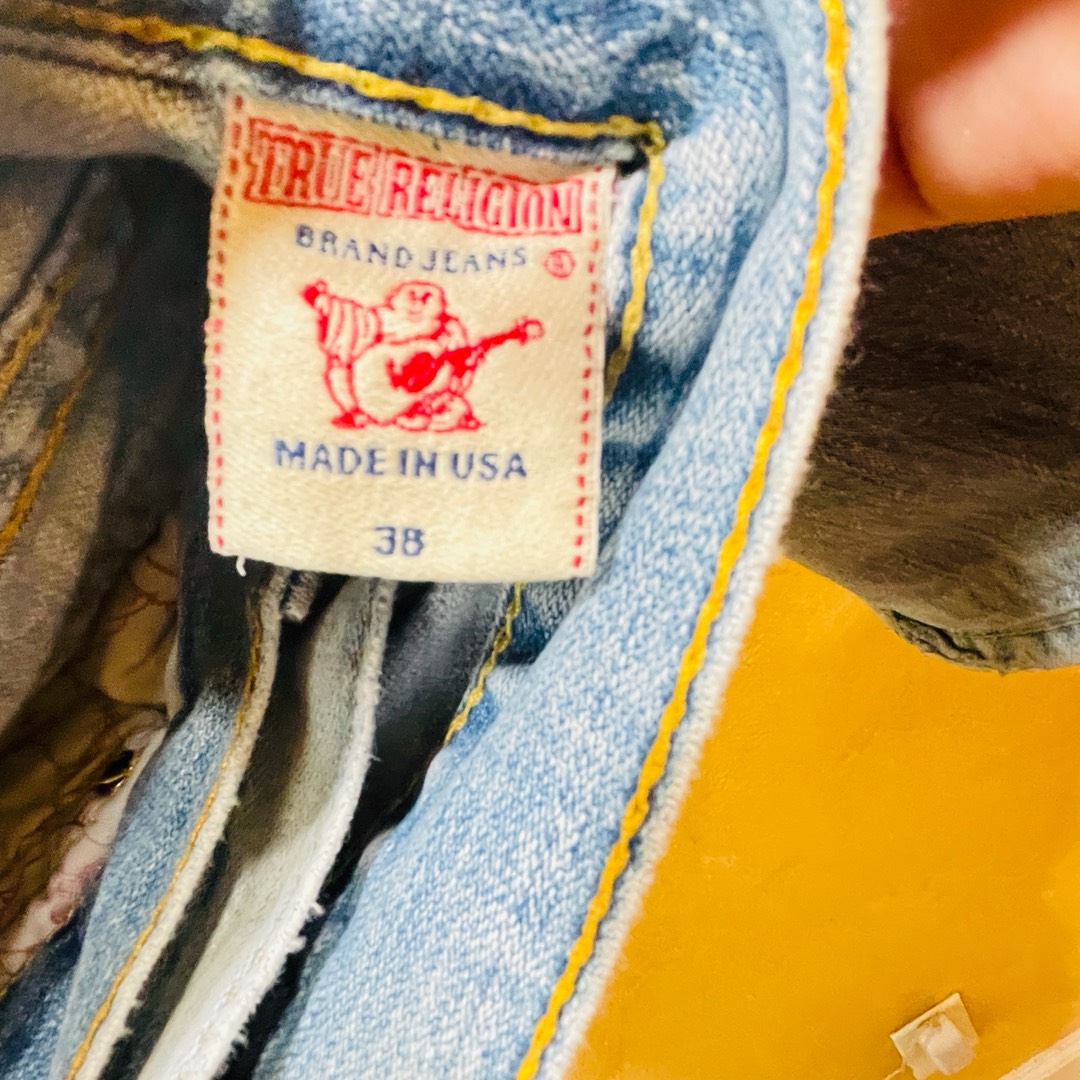 TRUE RELIGION
BRAND JEANS ®
MADE IN USA
38